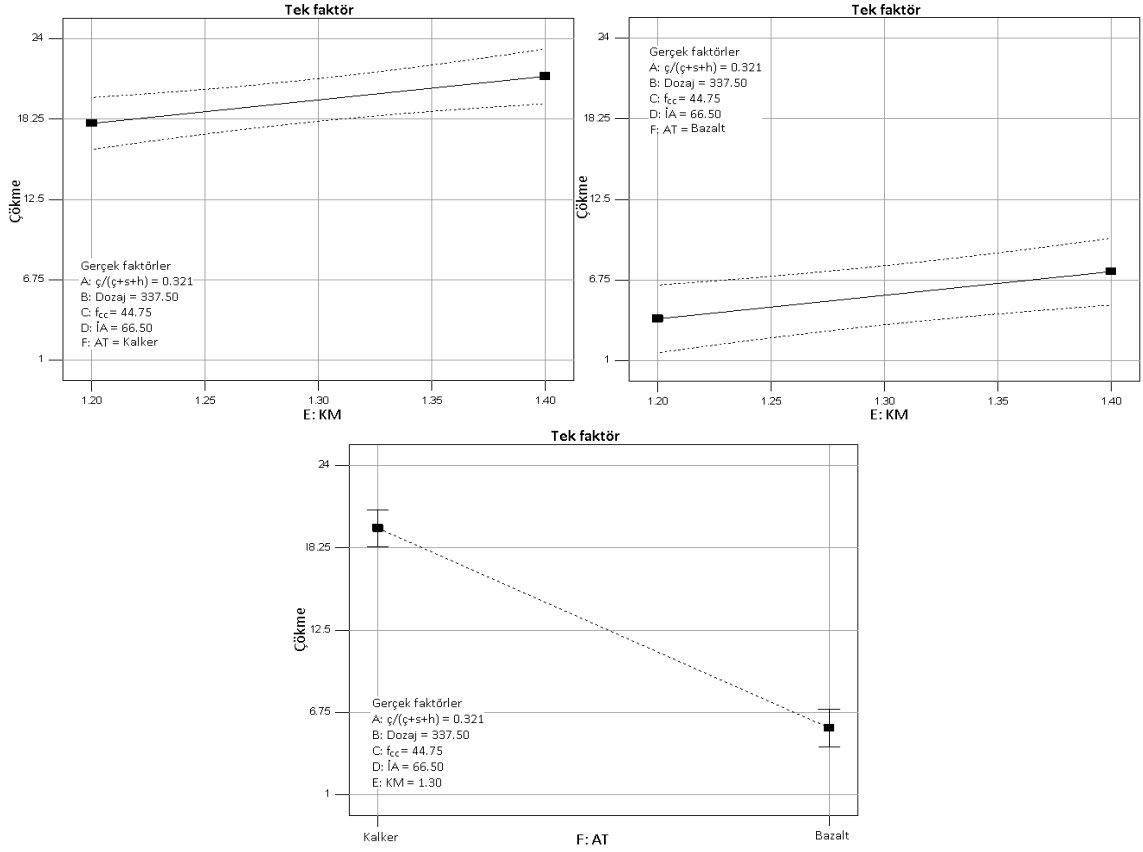 Tek faktör
24
18.25
12.5
6.75
1
Çökme
Gerçek faktörler
A: ç/(ç+s+h) = 0.321
B: Dozaj = 337.50
C: fcc = 44.75
D: İA = 66.50
F: AT = Kalker
1.20 1.25 1.30 1.35 1.40
E: KM
Tek faktör
24
18.25
12.5
6.75
1
Çökme
Gerçek faktörler
A: ç/(ç+s+h) = 0.321
B: Dozaj = 337.50
C: fcc = 44.75
D: İA = 66.50
F: AT = Bazalt
1.20 1.25 1.30 1.35 1.40
E: KM
Tek faktör
24
18.25
12.5
6.75
1
Çökme
Gerçek faktörler
A: ç/(ç+s+h) = 0.321
B: Dozaj = 337.50
C: fcc = 44.75
D: İA = 66.50
E: KM = 1.30
Kalker Bazalt
F: AT